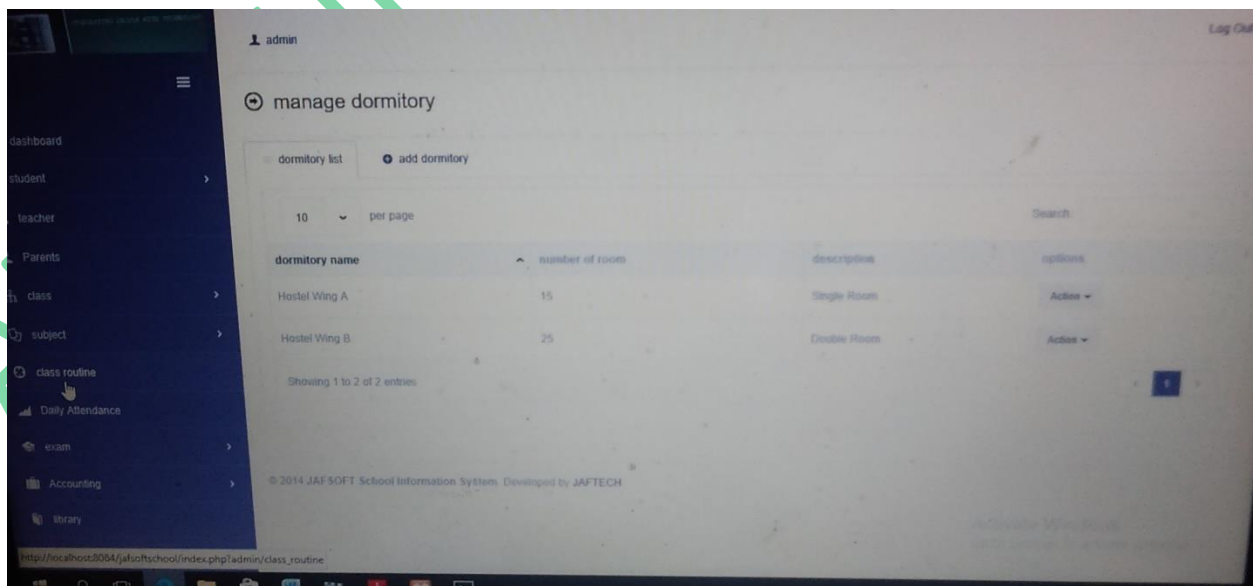 admin
Log Out
manage dormitory
dashboard
student
teacher
Parents
class
subject
class routine
Daily Attendance
exam
Accounting
library
dormitory list
add dormitory
10 per page
Search
dormitory name number of room description options
Hostel Wing A 15 Single Room Action
Hostel Wing B 25 Double Room Action
Showing 1 to 2 of 2 entries
1
© 2014 JAFSOFT School Information System. Developed by JAFTECH
Activate Windows
http://localhost:8084/jafsoftschool/index.php?admin/class_routine